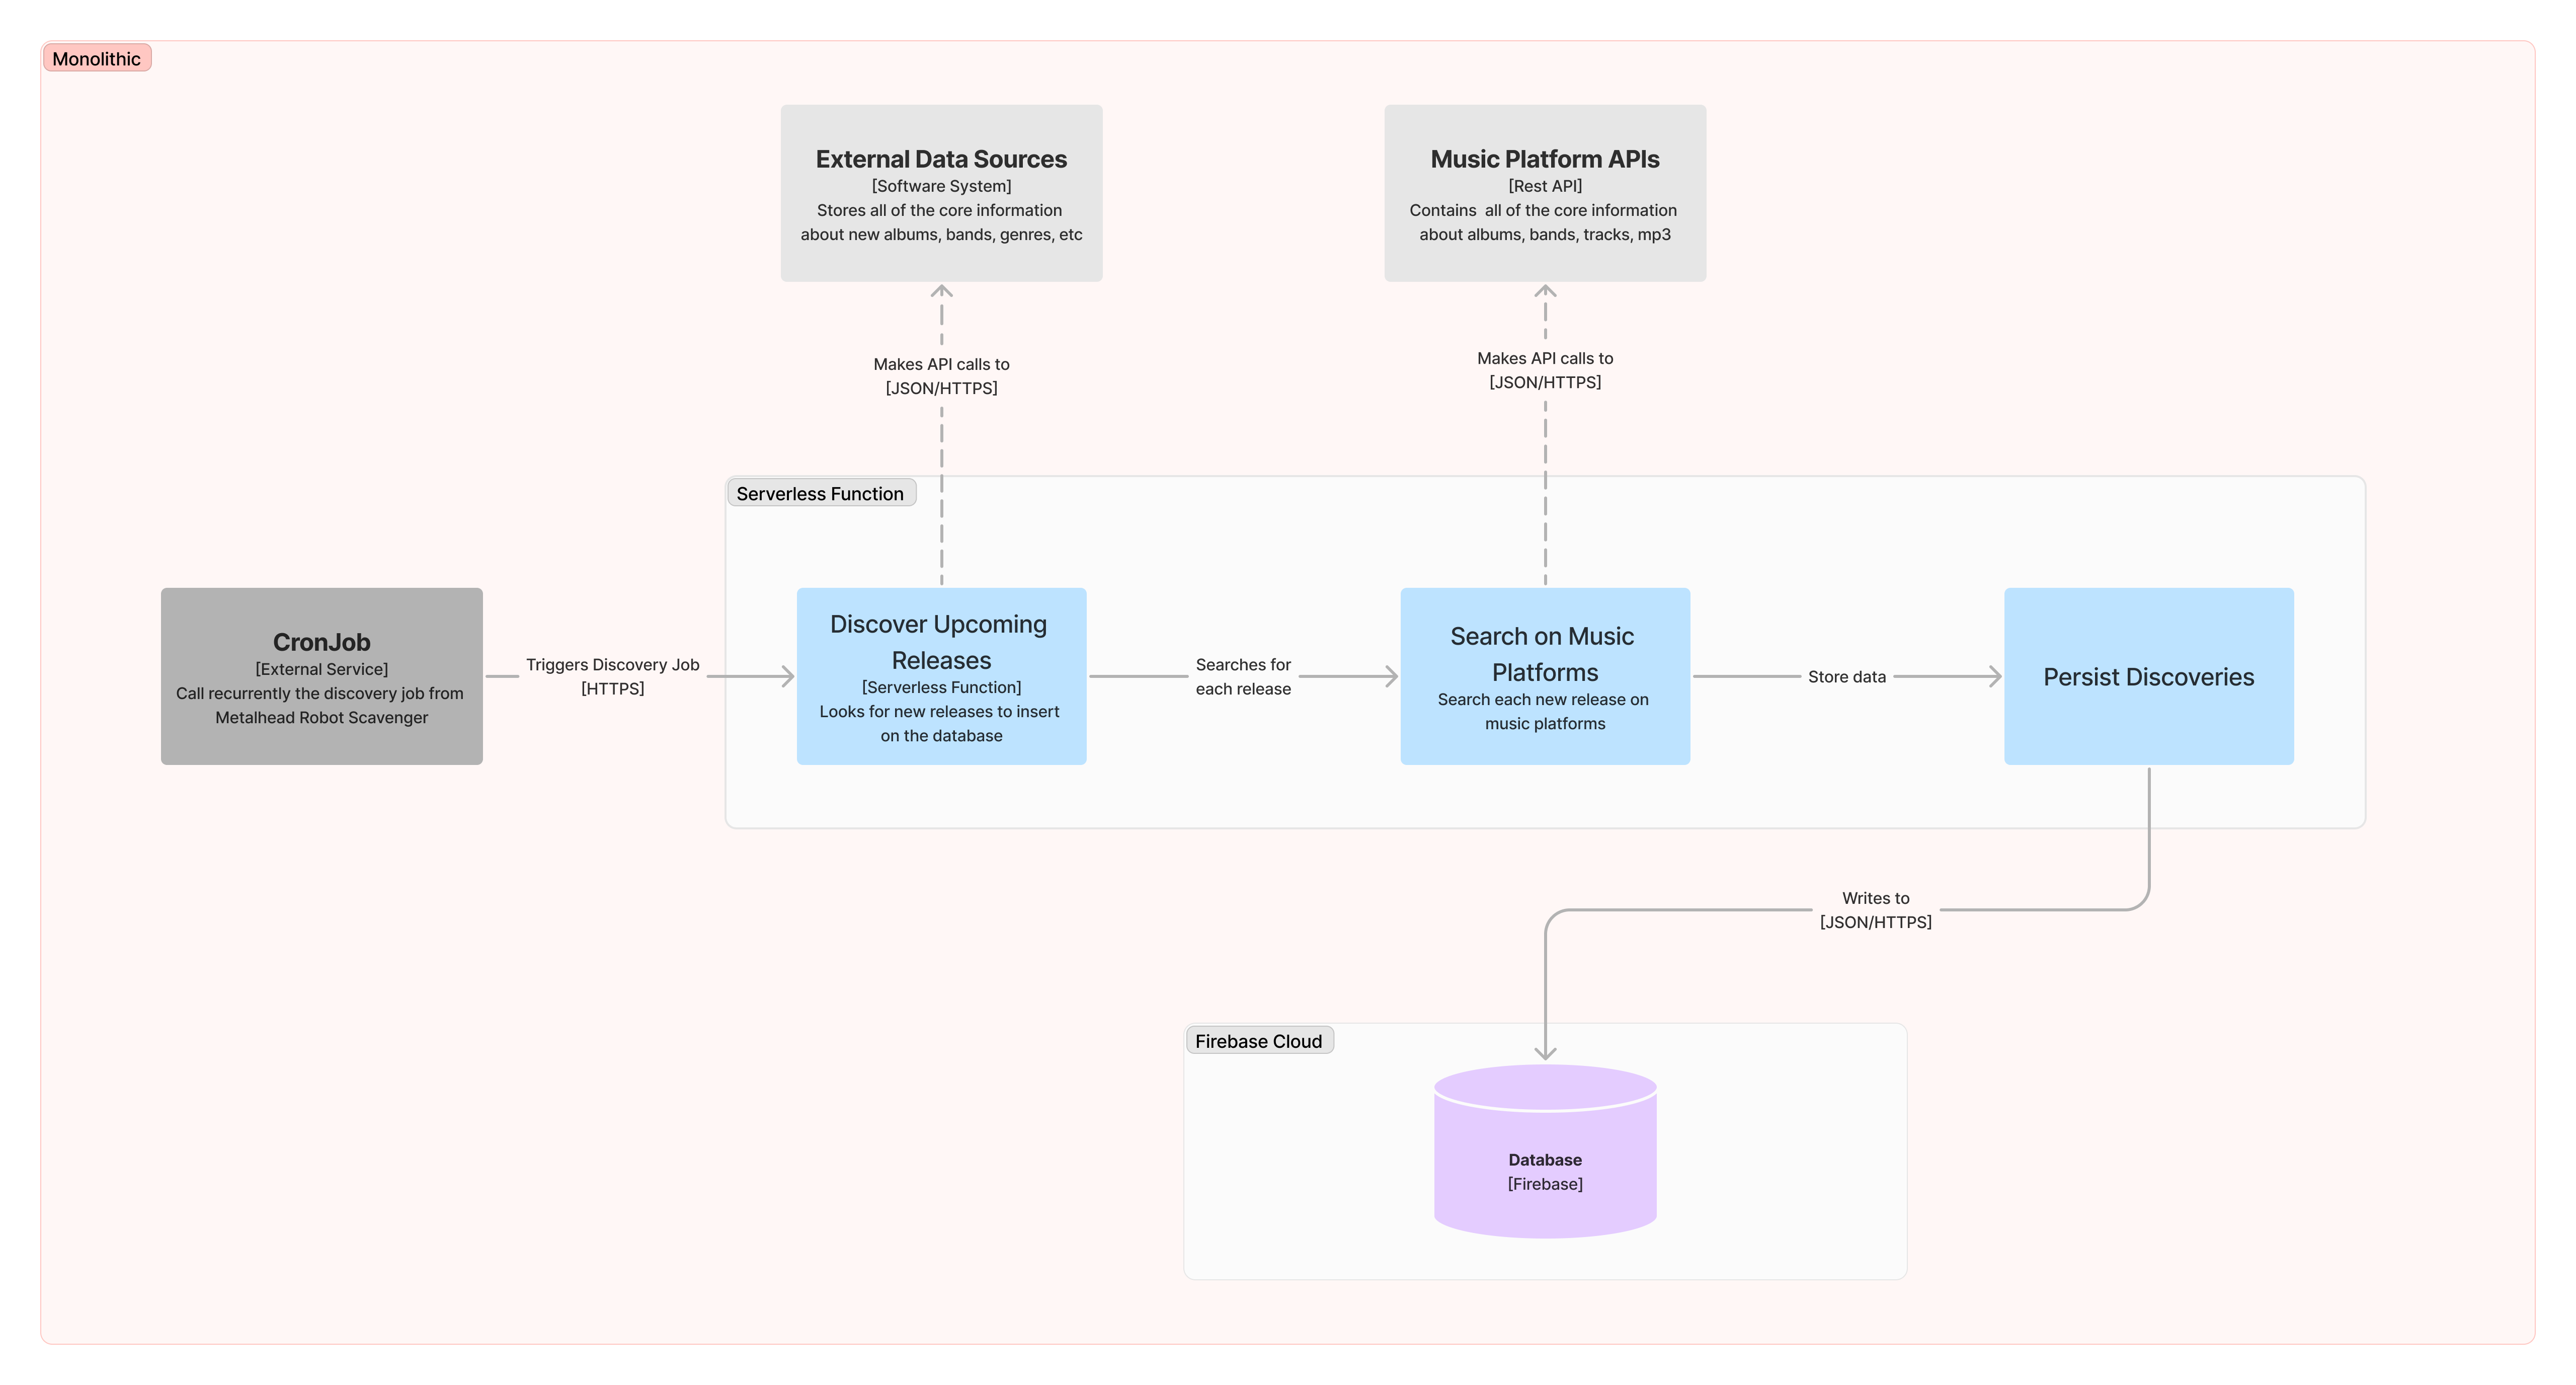 Monolithic
External Data Sources
[Software System]
Stores all of the core information
about new albums, bands, genres, etc
Music Platform APIs
[Rest API]
Contains  all of the core information
about albums, bands, tracks, mp3
Makes API calls to
[JSON/HTTPS]
Makes API calls to
[JSON/HTTPS]
Serverless Function
CronJob
[External Service]
Call recurrently the discovery job from
Metalhead Robot Scavenger
Triggers Discovery Job
[HTTPS]
Discover Upcoming
Releases
[Serverless Function]
Looks for new releases to insert
on the database
Searches for
each release
Search on Music
Platforms
Search each new release on
music platforms
Store data
Persist Discoveries
Writes to
[JSON/HTTPS]
Firebase Cloud
Database
[Firebase]